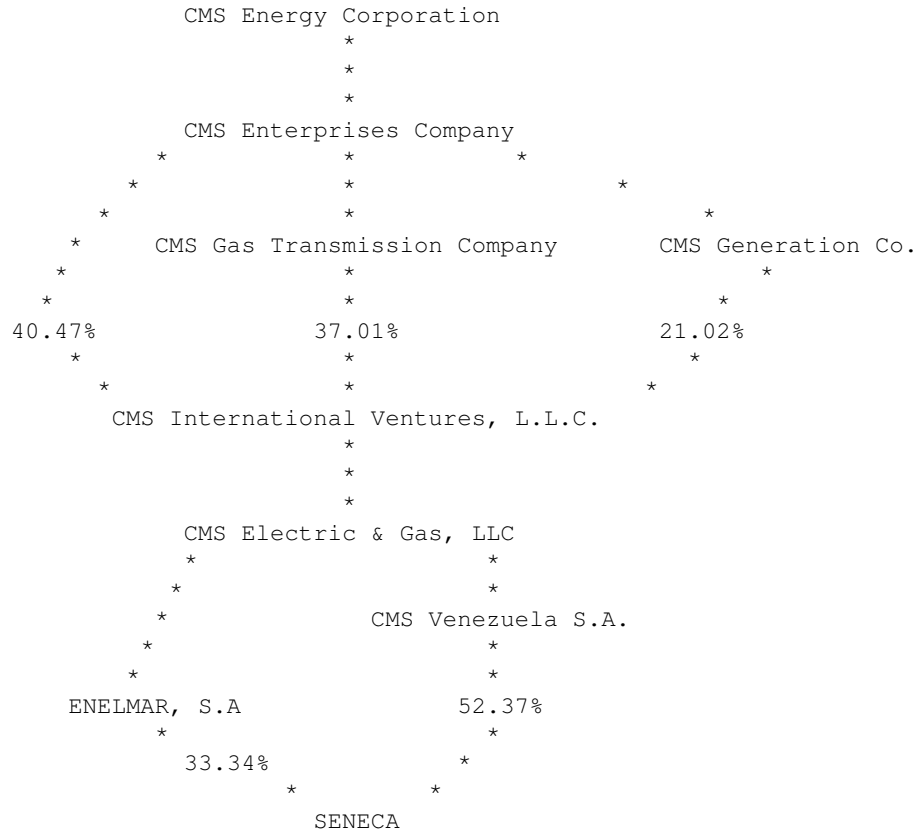 CMS Energy Corporation
*
*
*
CMS Enterprises Company
* * *
* * *
* * *
* CMS Gas Transmission Company CMS Generation Co.
* * *
* * *
40.47% 37.01% 21.02%
* * *
* * *
CMS International Ventures, L.L.C.
*
*
*
CMS Electric & Gas, LLC
* *
* *
* CMS Venezuela S.A.
* *
* *
ENELMAR, S.A 52.37%
* *
33.34% *
* *
SENECA